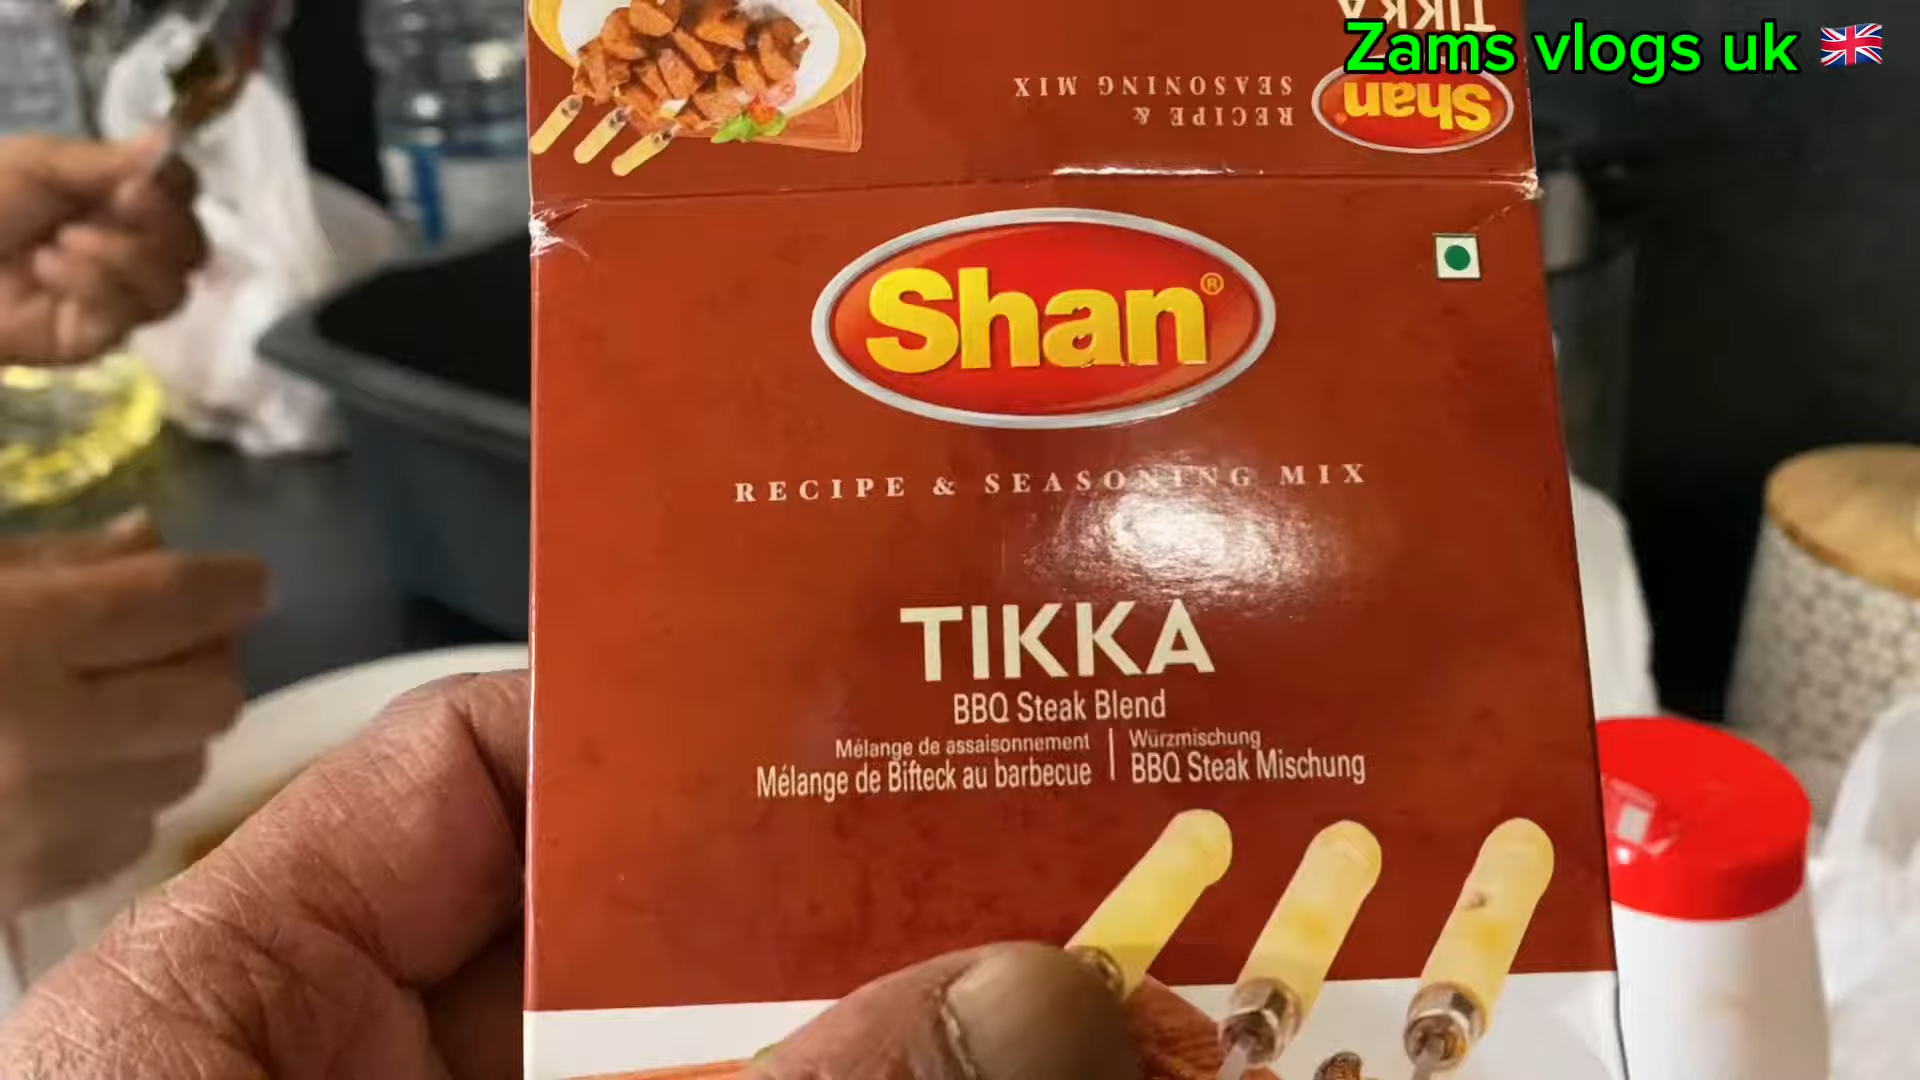 TIKKA
Zams vlogs uk
RECIPE &
SEASONING MIX
Shan
Shan®
RECIPE & SEASONING MIX
TIKKA
BBQ Steak Blend
Mélange de assaisonnement
Mélange de Bifteck au barbecue
Würzmischung
BBQ Steak Mischung